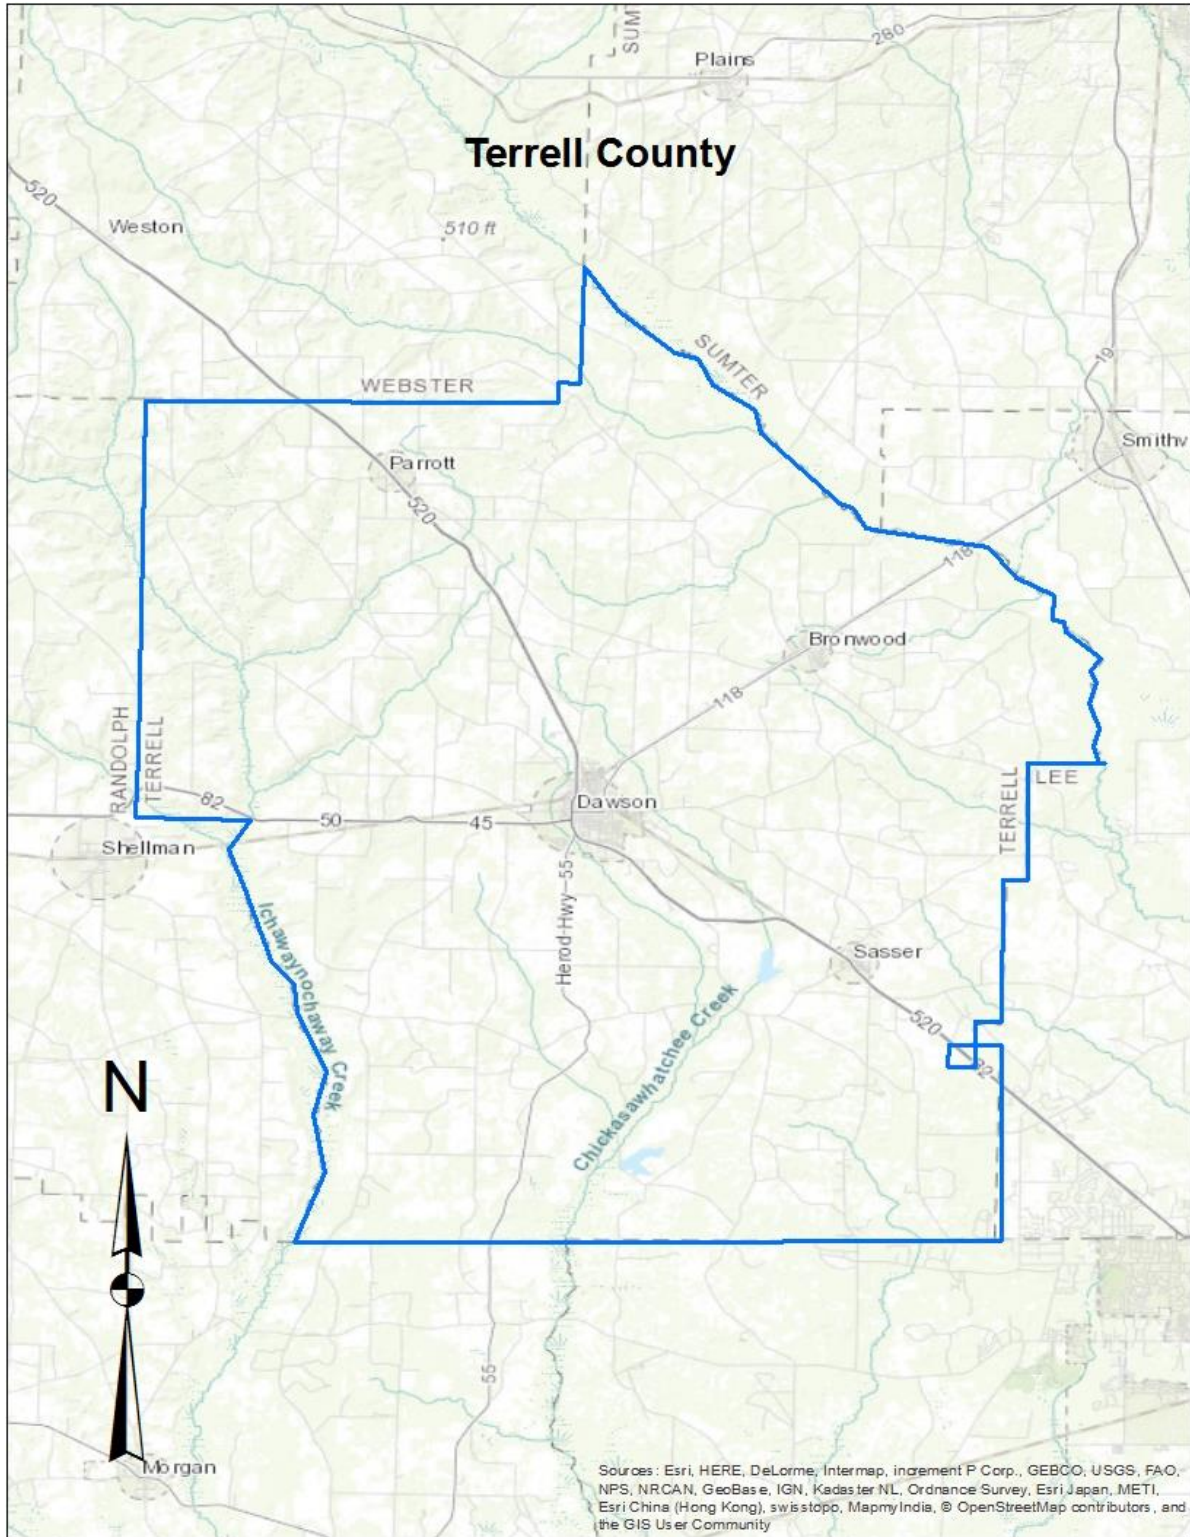 SUMT
280
Plains
Terrell County
520
Weston
510 ft
SUMTER
19
WEBSTER
Smithv
Parrott
520
118
Bronwood
118
RANDOLPH
TERRELL
TERRELL
LEE
82
Dawson
50
45
Shellman
Herod-Hwy-55
Ichawaynochaway Creek
Sasser
Chickasawhatchee Creek
520
82
N
55
Morgan
Sources: Esri, HERE, DeLorme, Intermap, increment P Corp., GEBCO, USGS, FAO,
NPS, NRCAN, GeoBase, IGN, Kadaster NL, Ordnance Survey, Esri Japan, METI,
Esri China (Hong Kong), swisstopo, MapmyIndia, © OpenStreetMap contributors, and
the GIS User Community